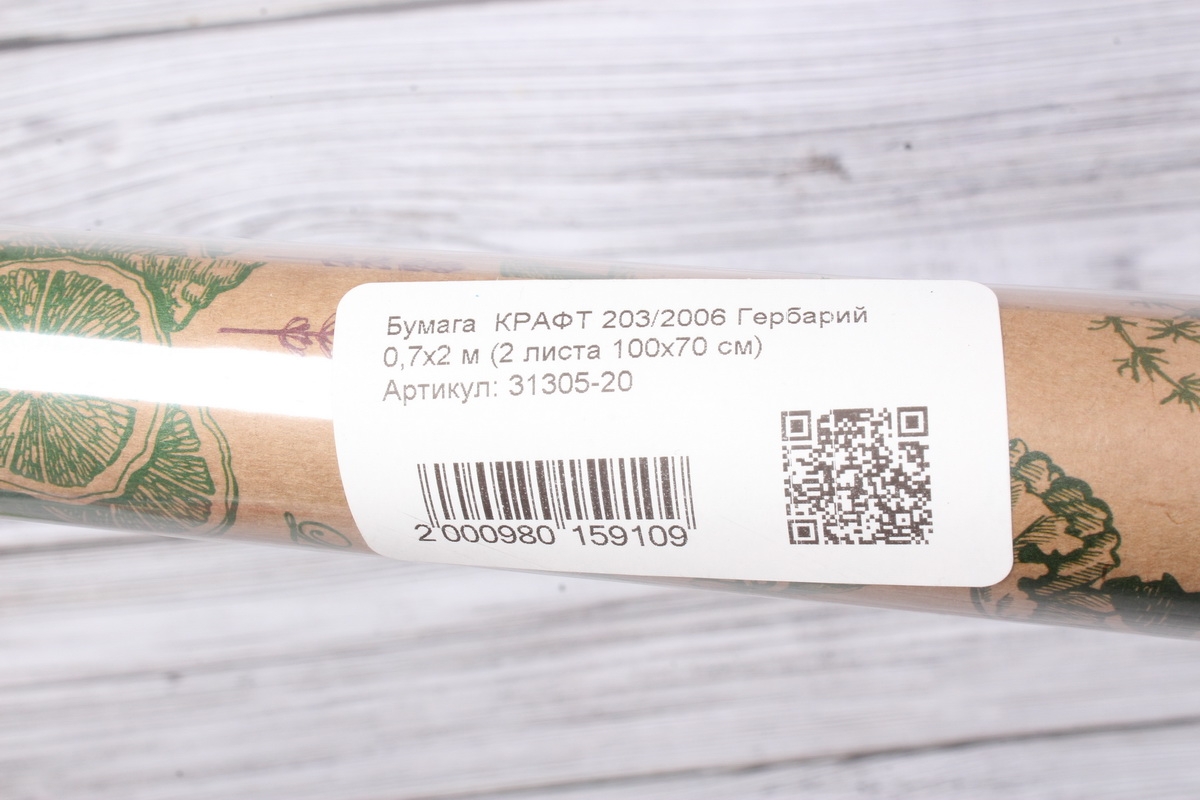 Бумага КРАФТ 203/2006 Гербарий
0,7х2 м (2 листа 100х70 см)
Артикул: 31305-20
2 000980 159109